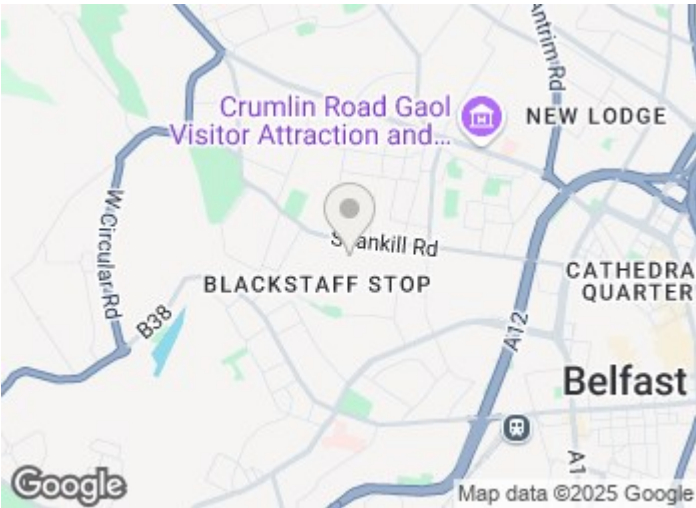 Antrim Rd
Crumlin Road Gaol
Visitor Attraction and...
NEW LODGE
W Circular Rd
ankill Rd
BLACKSTAFF STOP
CATHEDRA
QUARTER
B38
A12
Belfast
A1
Google
Map data ©2025 Google